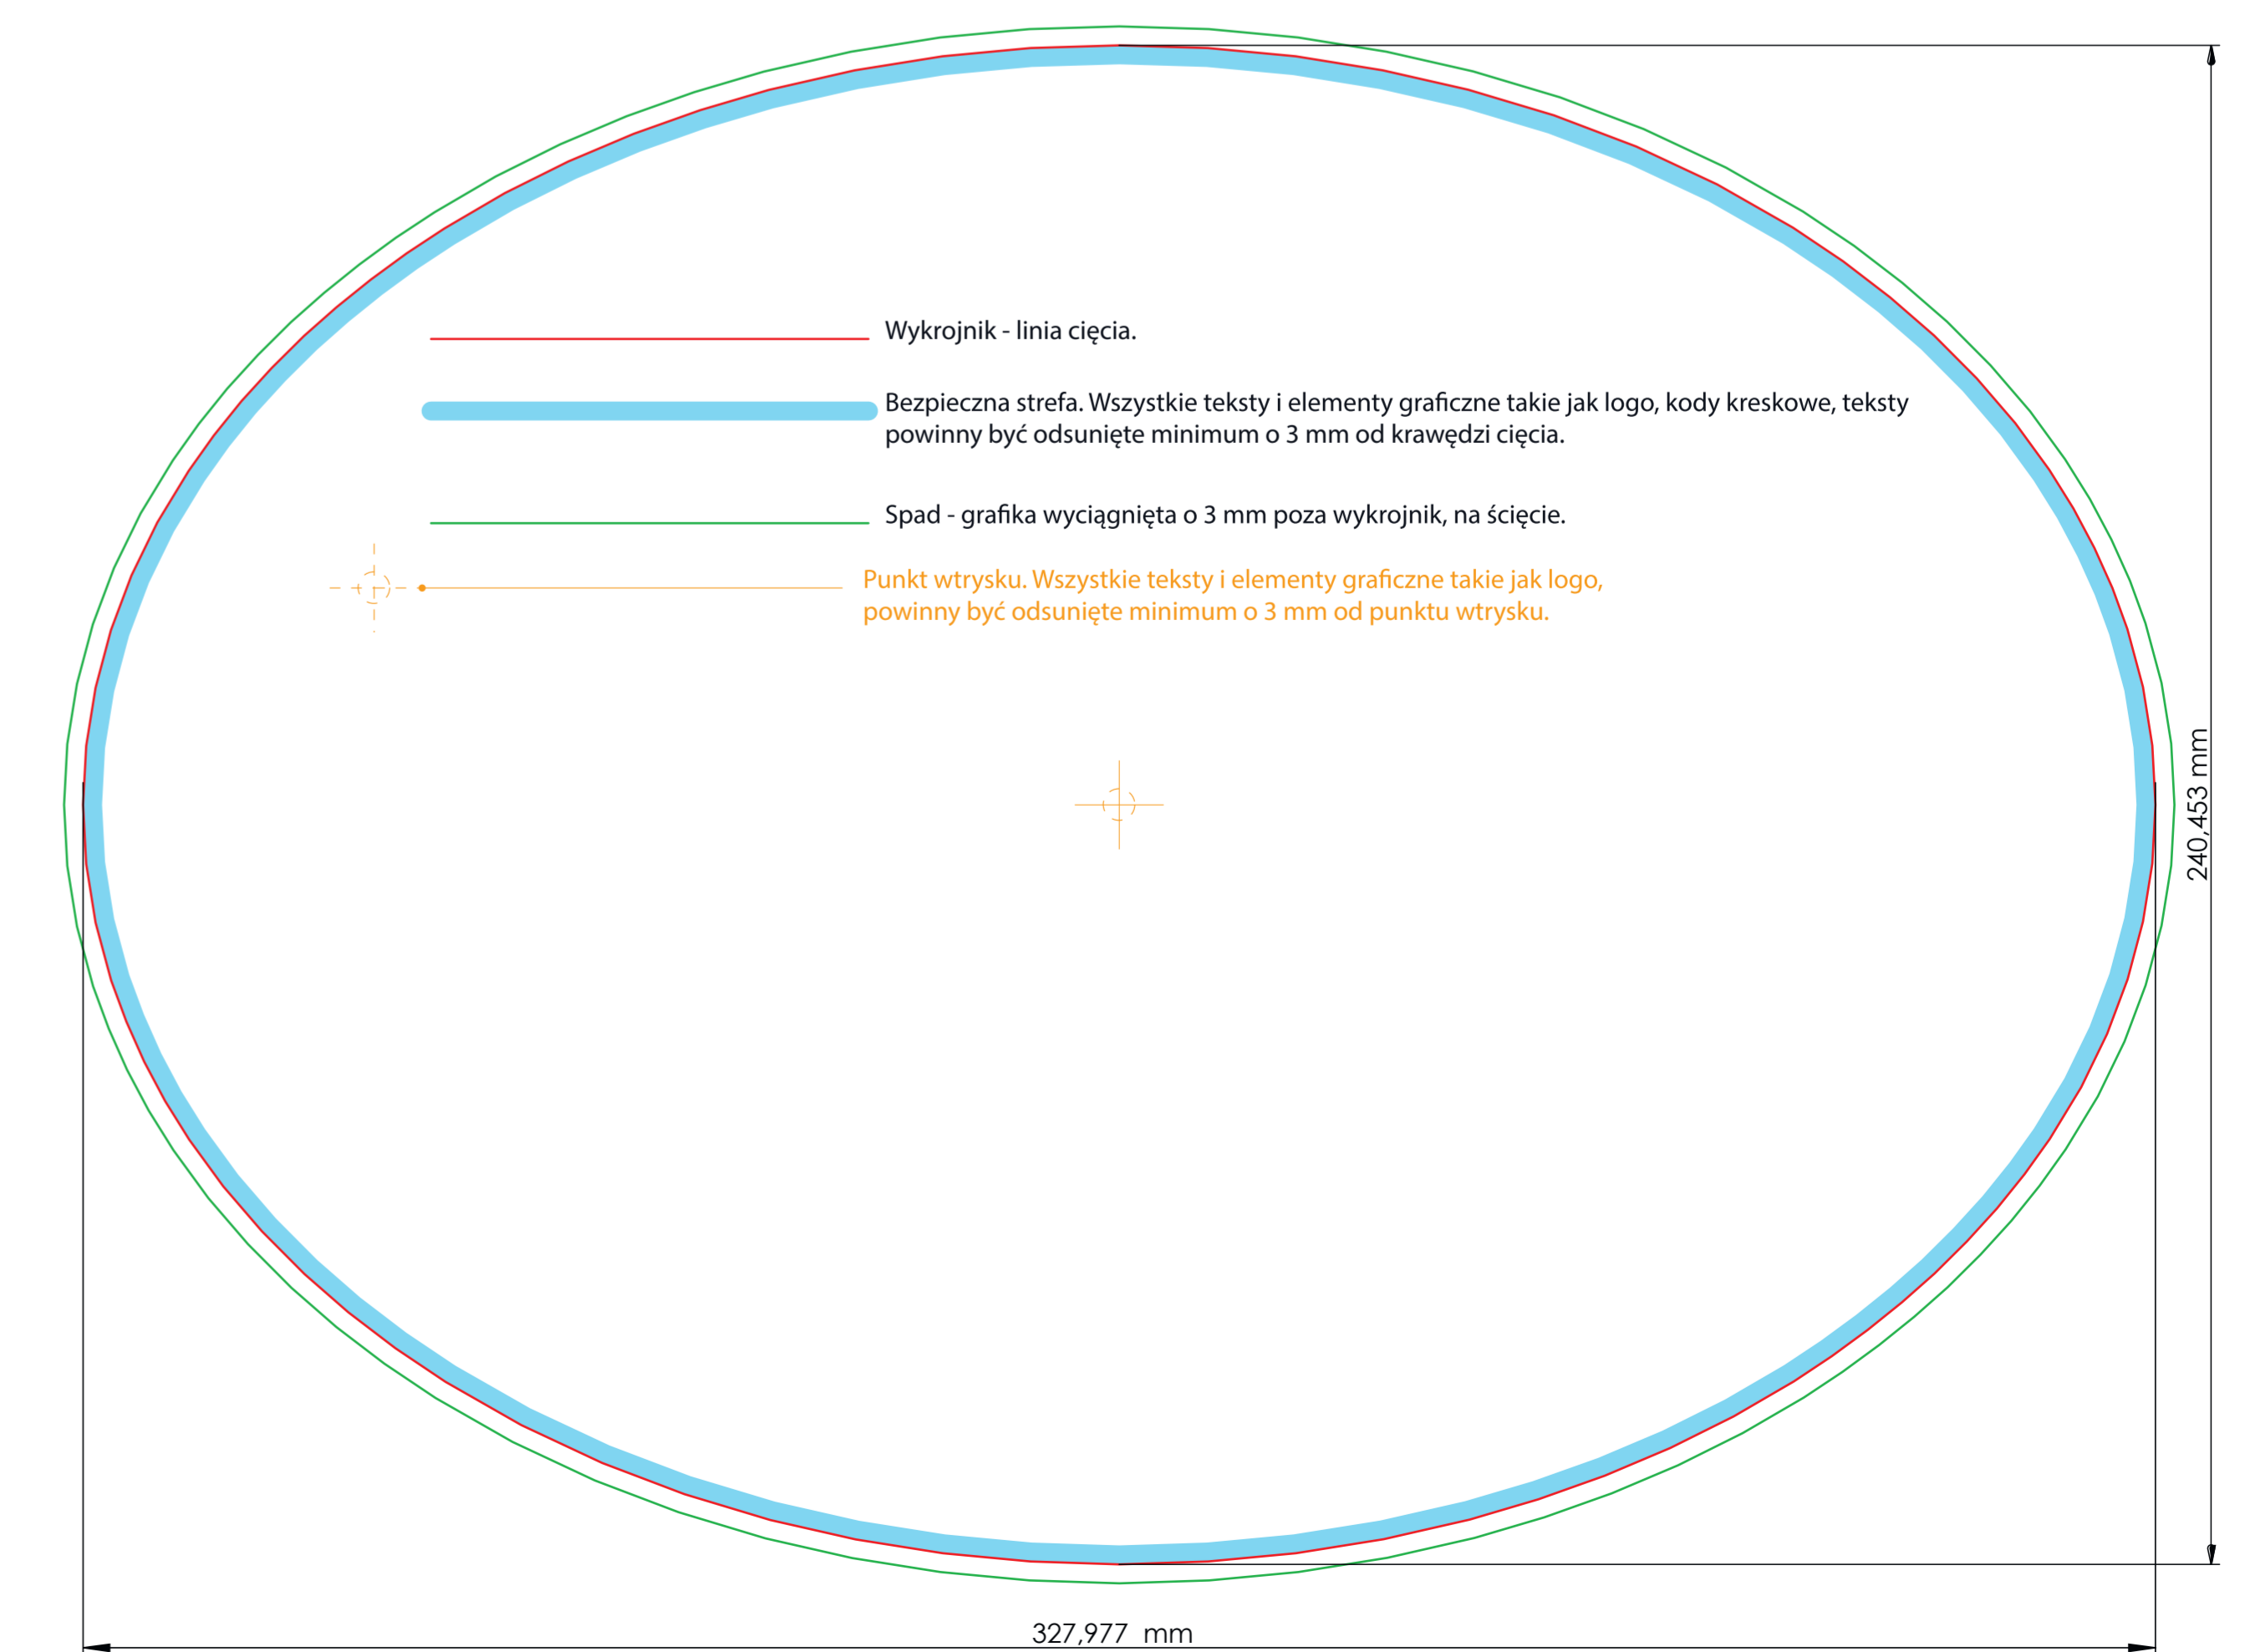 Wykrojnik - linia cięcia.
Bezpieczna strefa. Wszystkie teksty i elementy graficzne takie jak logo, kody kreskowe, teksty
powinny być odsunięte minimum o 3 mm od krawędzi cięcia.
Spad - grafika wyciągnięta o 3 mm poza wykrojnik, na ścięcie.
Punkt wtrysku. Wszystkie teksty i elementy graficzne takie jak logo,
powinny być odsunięte minimum o 3 mm od punktu wtrysku.
240,453 mm
327,977 mm